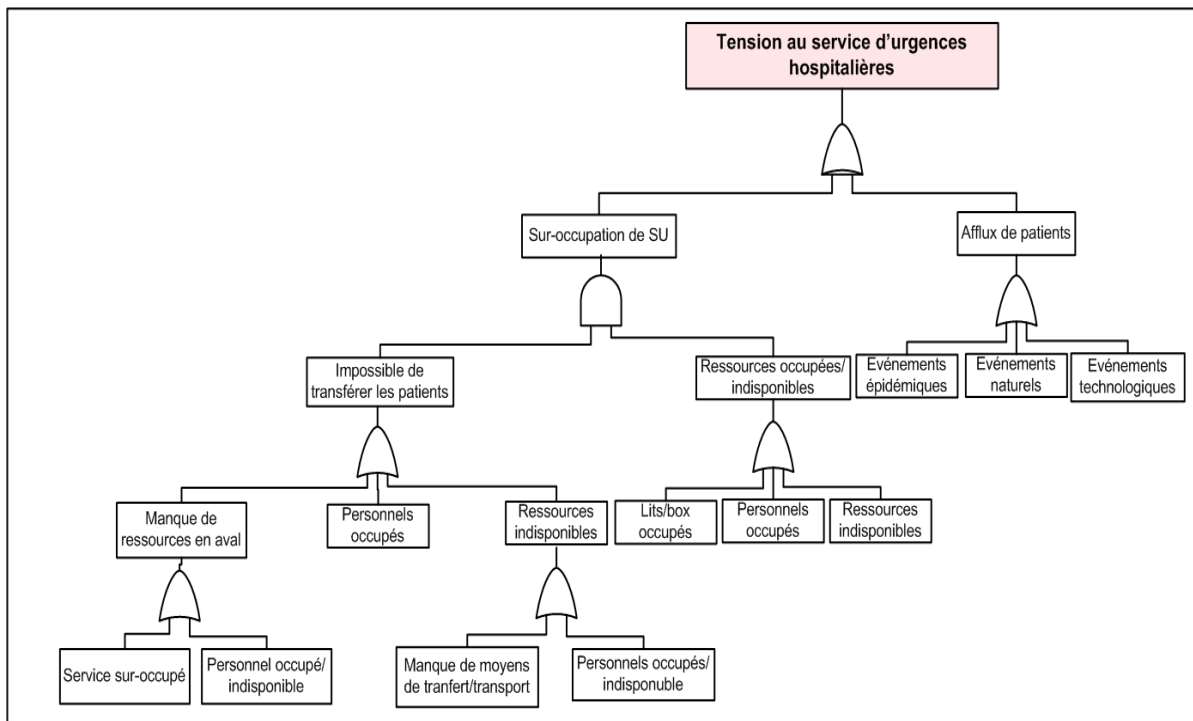 Tension au service d'urgences
hospitalières
Sur-occupation de SU
Afflux de patients
Impossible de
transférer les patients
Ressources occupées/
indisponibles
Evénements
épidémiques
Evénements
naturels
Evénements
technologiques
Manque de
ressources en aval
Personnels
occupés
Ressources
indisponibles
Lits/box
occupés
Personnels
occupés
Ressources
indisponibles
Service sur-occupé
Personnel occupé/
indisponible
Manque de moyens
de tranfert/transport
Personnels occupés/
indisponuble